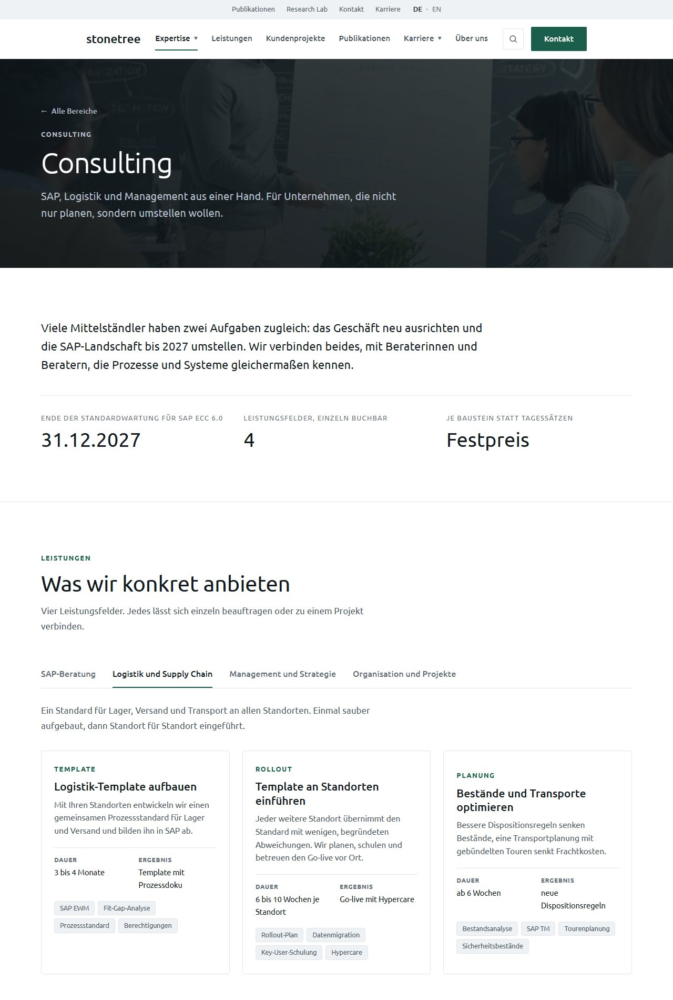 Publikationen Research Lab Kontakt Karriere DE · EN
stonetree Expertise ▼ Leistungen Kundenprojekte Publikationen Karriere ▼ Über uns Kontakt
ANIZATION
PROMOTION
ONLINE
CREATIVE PRODUCT
PLAN
STRATEGY
STRATEGY
← Alle Bereiche
CONSULTING
Consulting
SAP, Logistik und Management aus einer Hand. Für Unternehmen, die nicht
nur planen, sondern umstellen wollen.
Viele Mittelständler haben zwei Aufgaben zugleich: das Geschäft neu ausrichten und
die SAP-Landschaft bis 2027 umstellen. Wir verbinden beides, mit Beraterinnen und
Beratern, die Prozesse und Systeme gleichermaßen kennen.
ENDE DER STANDARDWARTUNG FÜR SAP ECC 6.0
31.12.2027
LEISTUNGSFELDER, EINZELN BUCHBAR
4
JE BAUSTEIN STATT TAGESSÄTZEN
Festpreis
LEISTUNGEN
Was wir konkret anbieten
Vier Leistungsfelder. Jedes lässt sich einzeln beauftragen oder zu einem Projekt
verbinden.
SAP-Beratung Logistik und Supply Chain Management und Strategie Organisation und Projekte
Ein Standard für Lager, Versand und Transport an allen Standorten. Einmal sauber
aufgebaut, dann Standort für Standort eingeführt.
TEMPLATE
Logistik-Template aufbauen
Mit Ihren Standorten entwickeln wir einen
gemeinsamen Prozessstandard für Lager
und Versand und bilden ihn in SAP ab.
DAUER
3 bis 4 Monate
ERGEBNIS
Template mit
Prozessdoku
SAP EWM Fit-Gap-Analyse
Prozessstandard Berechtigungen
ROLLOUT
Template an Standorten
einführen
Jeder weitere Standort übernimmt den
Standard mit wenigen, begründeten
Abweichungen. Wir planen, schulen und
betreuen den Go-live vor Ort.
DAUER
6 bis 10 Wochen je
Standort
ERGEBNIS
Go-live mit Hypercare
Rollout-Plan Datenmigration
Key-User-Schulung Hypercare
PLANUNG
Bestände und Transporte
optimieren
Bessere Dispositionsregeln senken
Bestände, eine Transportplanung mit
gebündelten Touren senkt Frachtkosten.
DAUER
ab 6 Wochen
ERGEBNIS
neue
Dispositionsregeln
Bestandsanalyse SAP TM Tourenplanung
Sicherheitsbestände